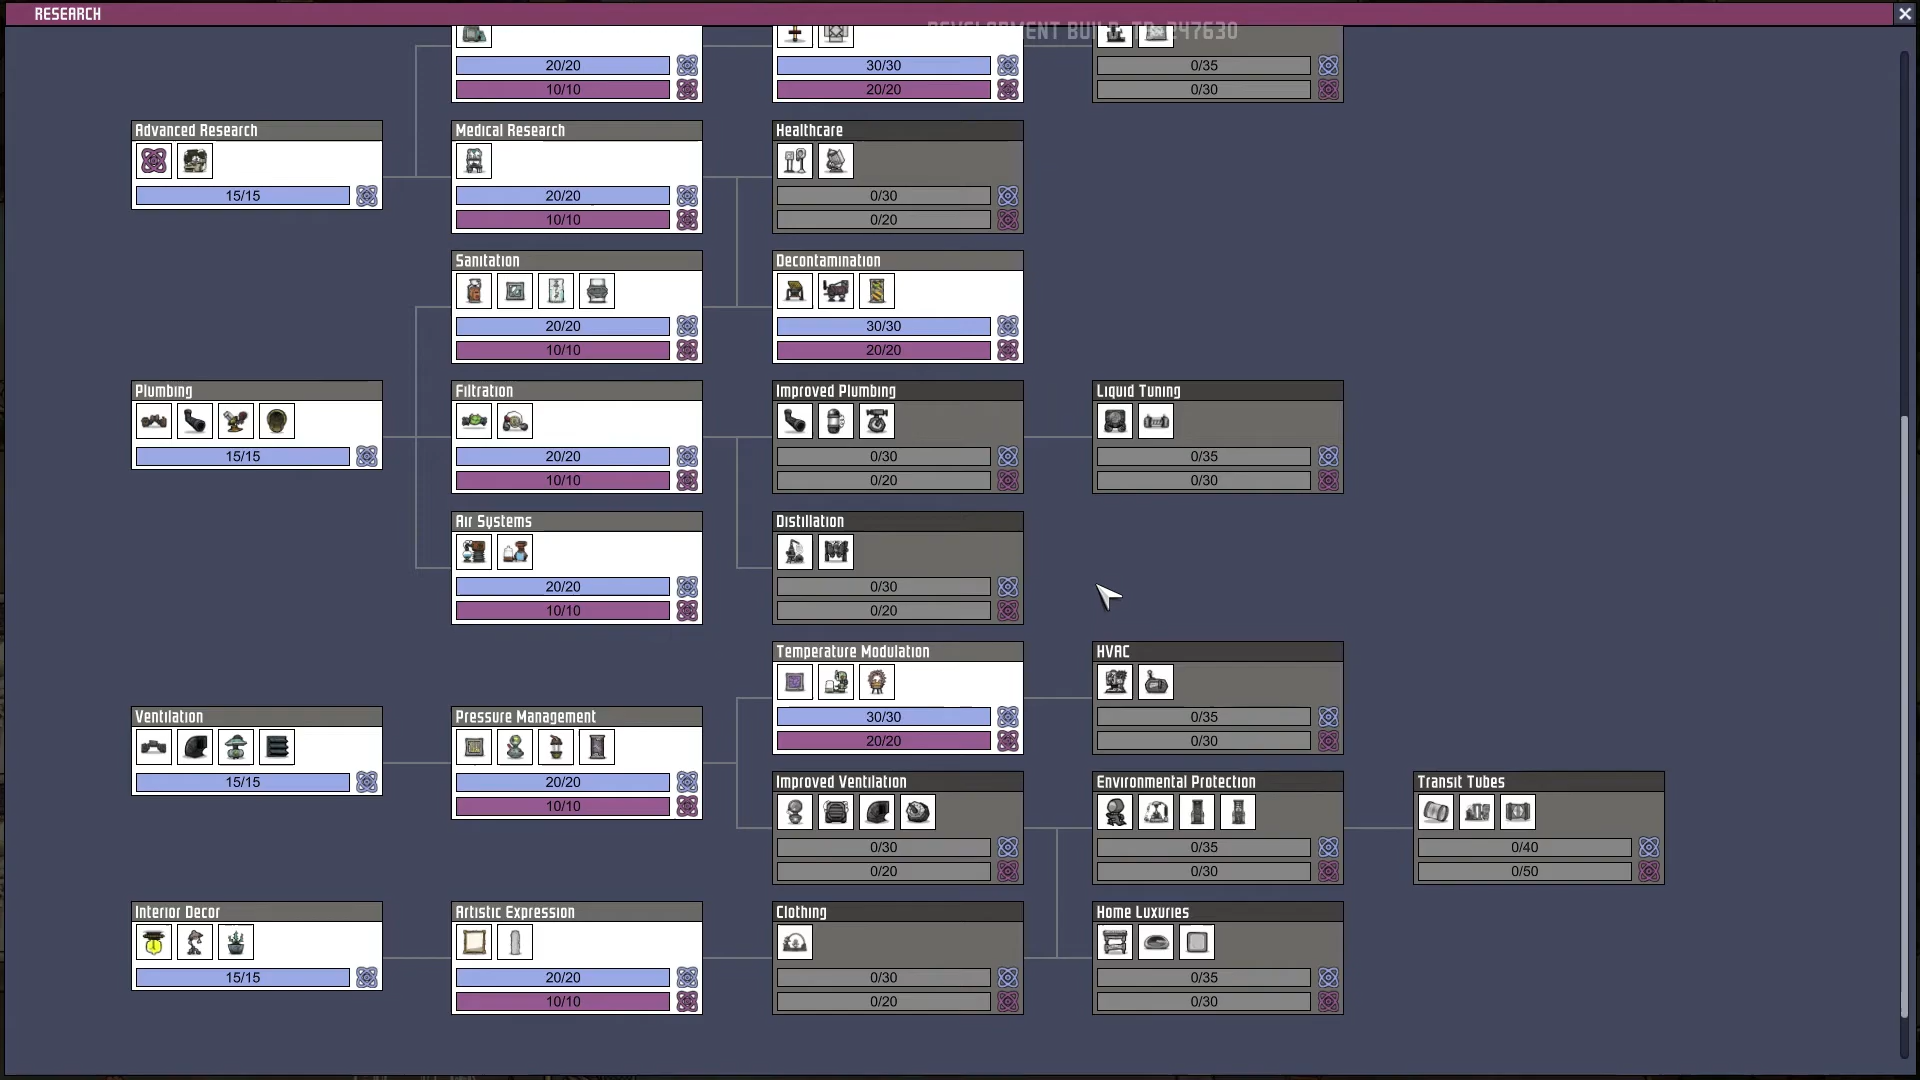 RESEARCH
20/20
30/30
0/35
10/10
20/20
0/30
Advanced Research
Medical Research
Healthcare
15/15
20/20
0/30
10/10
0/20
Sanitation
Decontamination
20/20
30/30
10/10
20/20
Plumbing
Filtration
Improved Plumbing
Liquid Tuning
15/15
20/20
0/30
0/35
10/10
0/20
0/30
Air Systems
Distillation
20/20
0/30
10/10
0/20
Temperature Modulation
HVAC
30/30
0/35
20/20
0/30
Ventilation
Pressure Management
15/15
20/20
10/10
Improved Ventilation
Environmental Protection
Transit Tubes
0/30
0/35
0/40
0/20
0/30
0/50
Interior Decor
Artistic Expression
Clothing
Home Luxuries
15/15
20/20
0/30
0/35
10/10
0/20
0/30